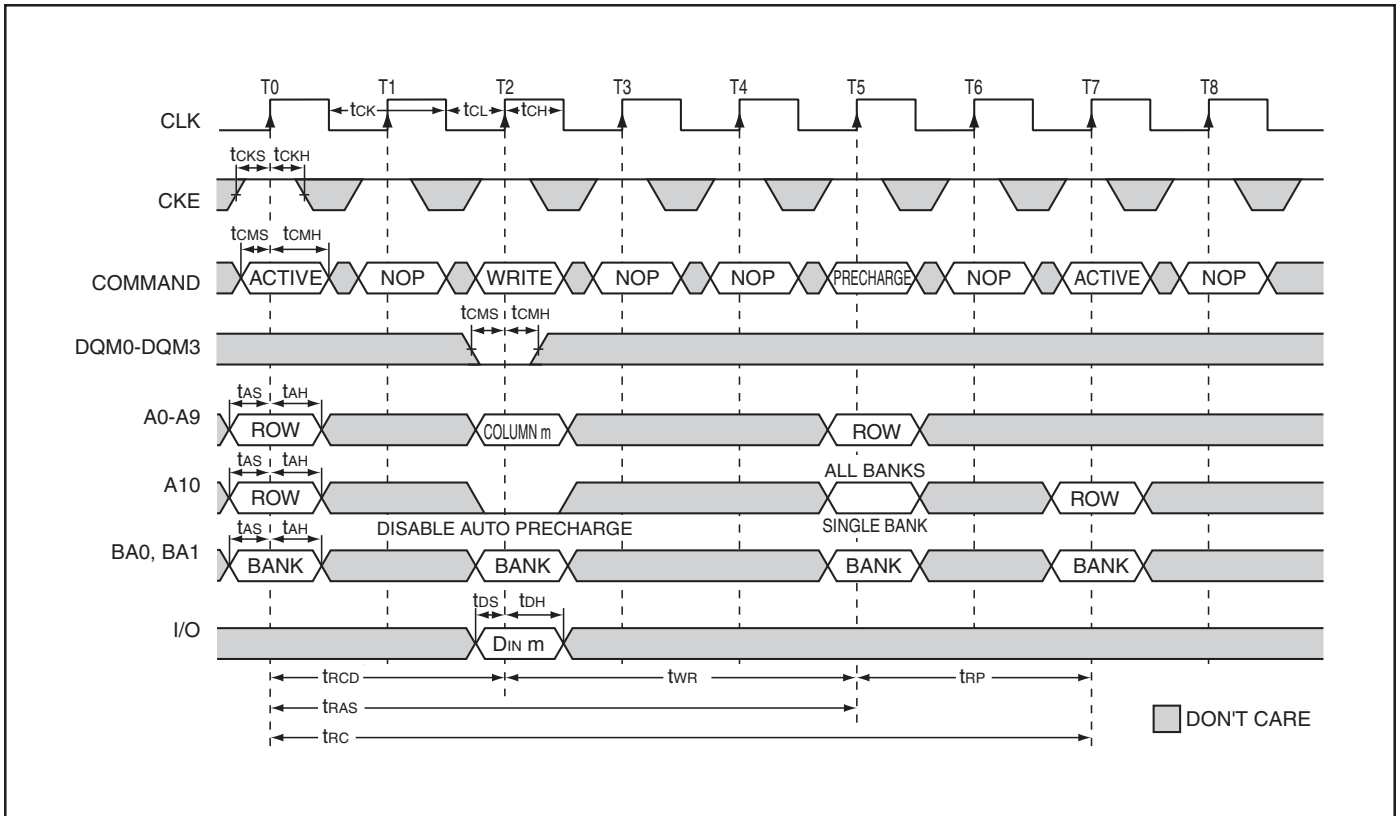 T0 T1 T2 T3 T4 T5 T6 T7 T8
CLK tCK tCL tCH
tCKS tCKH
CKE
tCMS tCMH
COMMAND ACTIVE NOP WRITE NOP NOP PRECHARGE NOP ACTIVE NOP
tCMS tCMH
DQM0-DQM3
tAS tAH
A0-A9 ROW COLUMN m ROW
tAS tAH ALL BANKS
A10 ROW ROW
tAS tAH DISABLE AUTO PRECHARGE SINGLE BANK
BA0, BA1 BANK BANK BANK BANK
tDS tDH
I/O DIN m
tRCD tWR tRP
tRAS
DON'T CARE
tRC